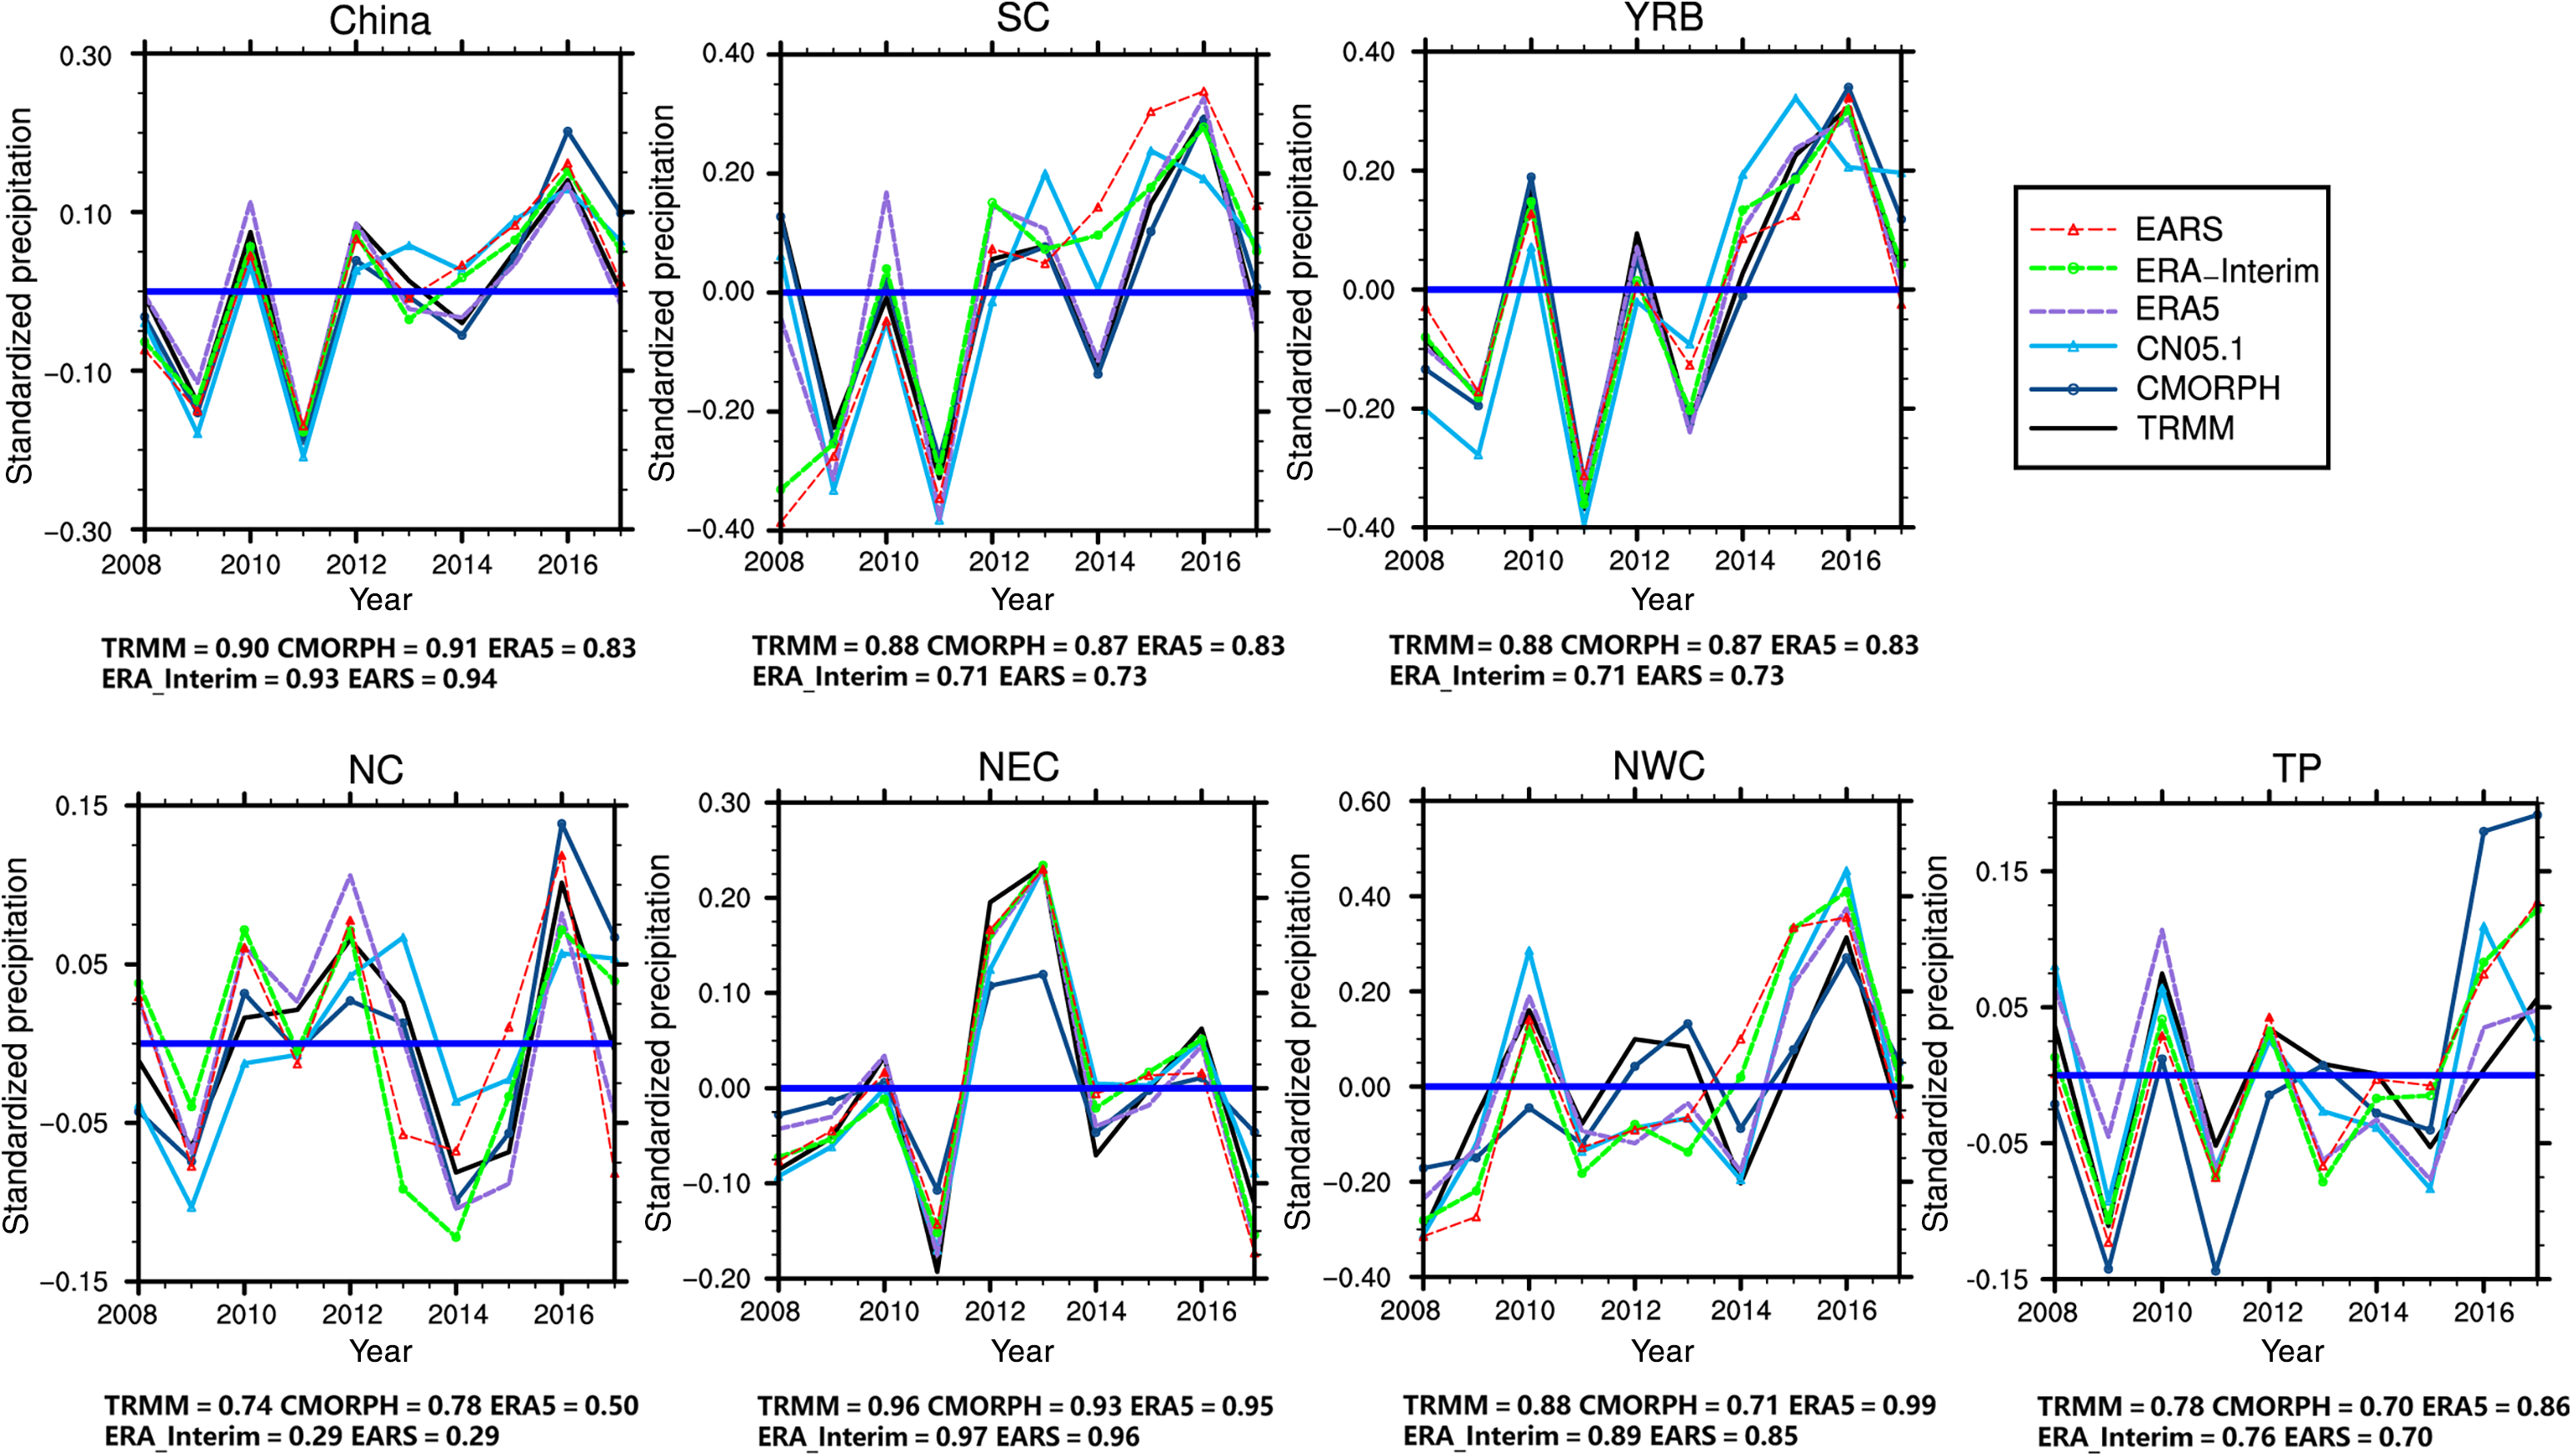 China
Standardized precipitation
0.30
0.10
−0.10
−0.30
2008 2010 2012 2014 2016
Year
TRMM = 0.90 CMORPH = 0.91 ERA5 = 0.83
ERA_Interim = 0.93 EARS = 0.94
SC
Standardized precipitation
0.40
0.20
0.00
−0.20
−0.40
2008 2010 2012 2014 2016
Year
TRMM = 0.88 CMORPH = 0.87 ERA5 = 0.83
ERA_Interim = 0.71 EARS = 0.73
YRB
Standardized precipitation
0.40
0.20
0.00
−0.20
−0.40
2008 2010 2012 2014 2016
Year
TRMM = 0.88 CMORPH = 0.87 ERA5 = 0.83
ERA_Interim = 0.71 EARS = 0.73
EARS
ERA−Interim
ERA5
CN05.1
CMORPH
TRMM
NC
Standardized precipitation
0.15
0.05
−0.05
−0.15
2008 2010 2012 2014 2016
Year
TRMM = 0.74 CMORPH = 0.78 ERA5 = 0.50
ERA_Interim = 0.29 EARS = 0.29
NEC
Standardized precipitation
0.30
0.20
0.10
0.00
−0.10
−0.20
2008 2010 2012 2014 2016
Year
TRMM = 0.96 CMORPH = 0.93 ERA5 = 0.95
ERA_Interim = 0.97 EARS = 0.96
NWC
Standardized precipitation
0.60
0.40
0.20
0.00
−0.20
−0.40
2008 2010 2012 2014 2016
Year
TRMM = 0.88 CMORPH = 0.71 ERA5 = 0.99
ERA_Interim = 0.89 EARS = 0.85
TP
Standardized precipitation
0.15
0.05
-0.05
-0.15
2008 2010 2012 2014 2016
Year
TRMM = 0.78 CMORPH = 0.70 ERA5 = 0.86
ERA_Interim = 0.76 EARS = 0.70